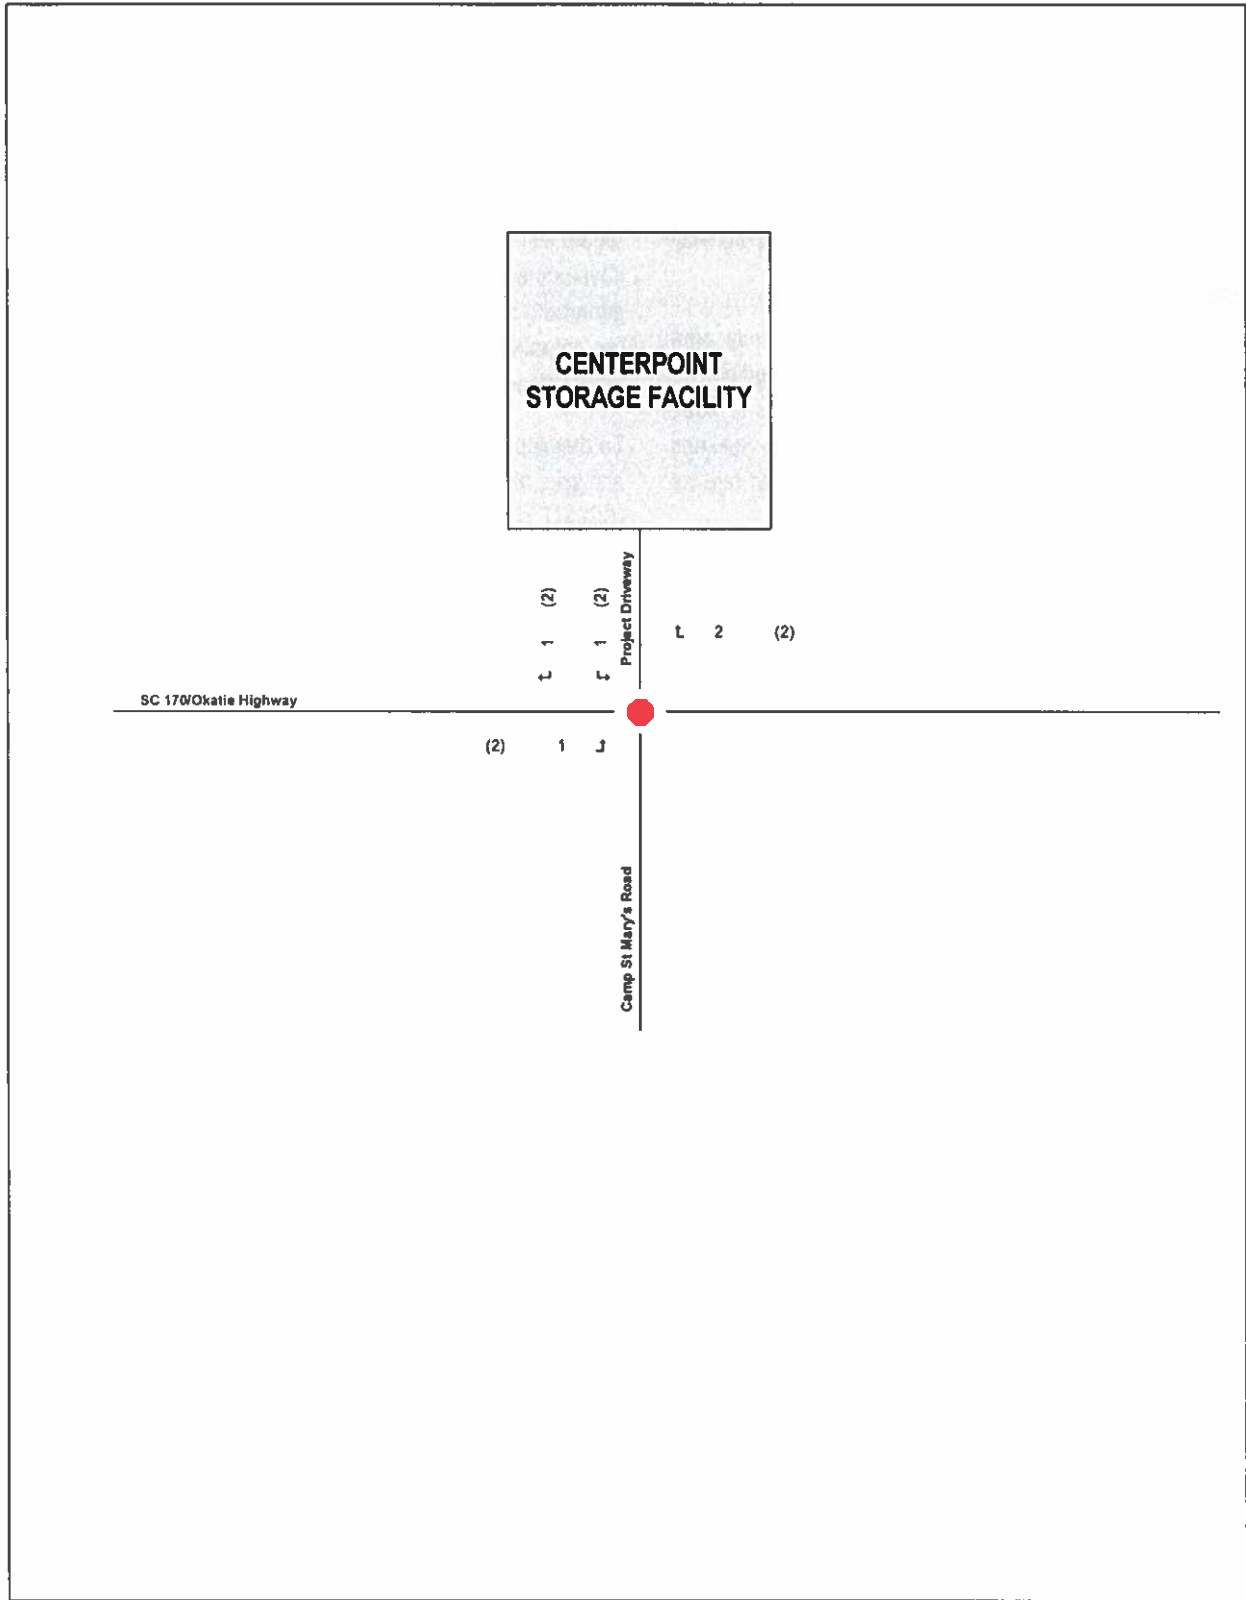 CENTERPOINT
STORAGE FACILITY
1 (2)
1 (2)
Project Driveway
2 (2)
SC 170/Okatie Highway
(2) 1
Camp St Mary's Road